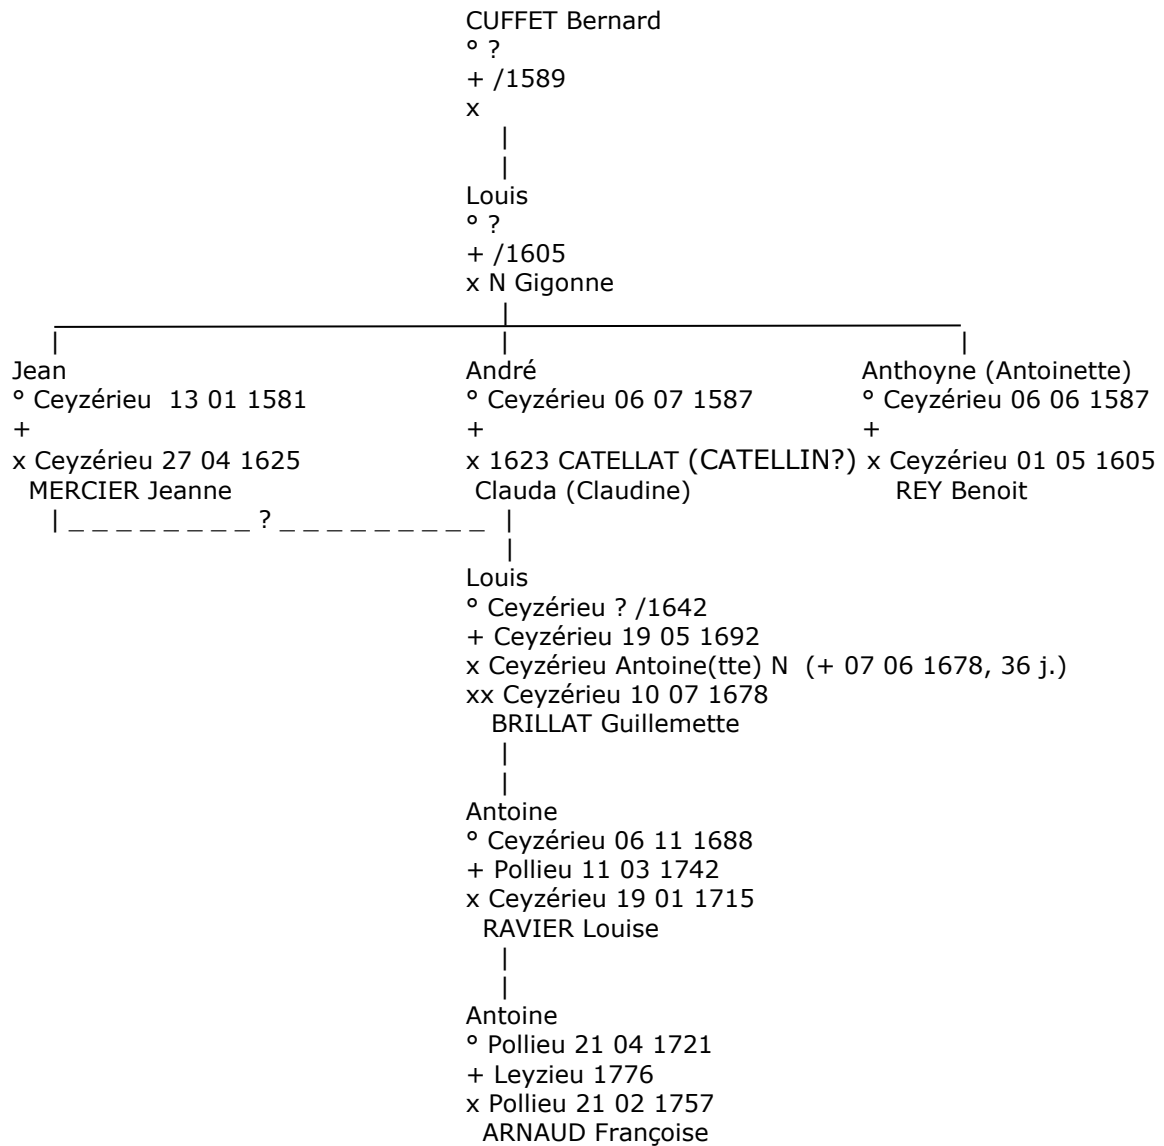 CUFFET Bernard
° ?
+ /1589
x
Louis
° ?
+ /1605
x N Gigonne
Jean
° Ceyzérieu 13 01 1581
+
x Ceyzérieu 27 04 1625
MERCIER Jeanne
André
° Ceyzérieu 06 07 1587
+
x 1623 CATELLAT (CATELLIN?)
Clauda (Claudine)
Anthoyne (Antoinette)
° Ceyzérieu 06 06 1587
+
x Ceyzérieu 01 05 1605
REY Benoit
?
Louis
° Ceyzérieu ? /1642
+ Ceyzérieu 19 05 1692
x Ceyzérieu Antoine(tte) N (+ 07 06 1678, 36 j.)
xx Ceyzérieu 10 07 1678
BRILLAT Guillemette
Antoine
° Ceyzérieu 06 11 1688
+ Pollieu 11 03 1742
x Ceyzérieu 19 01 1715
RAVIER Louise
Antoine
° Pollieu 21 04 1721
+ Leyzieu 1776
x Pollieu 21 02 1757
ARNAUD Françoise